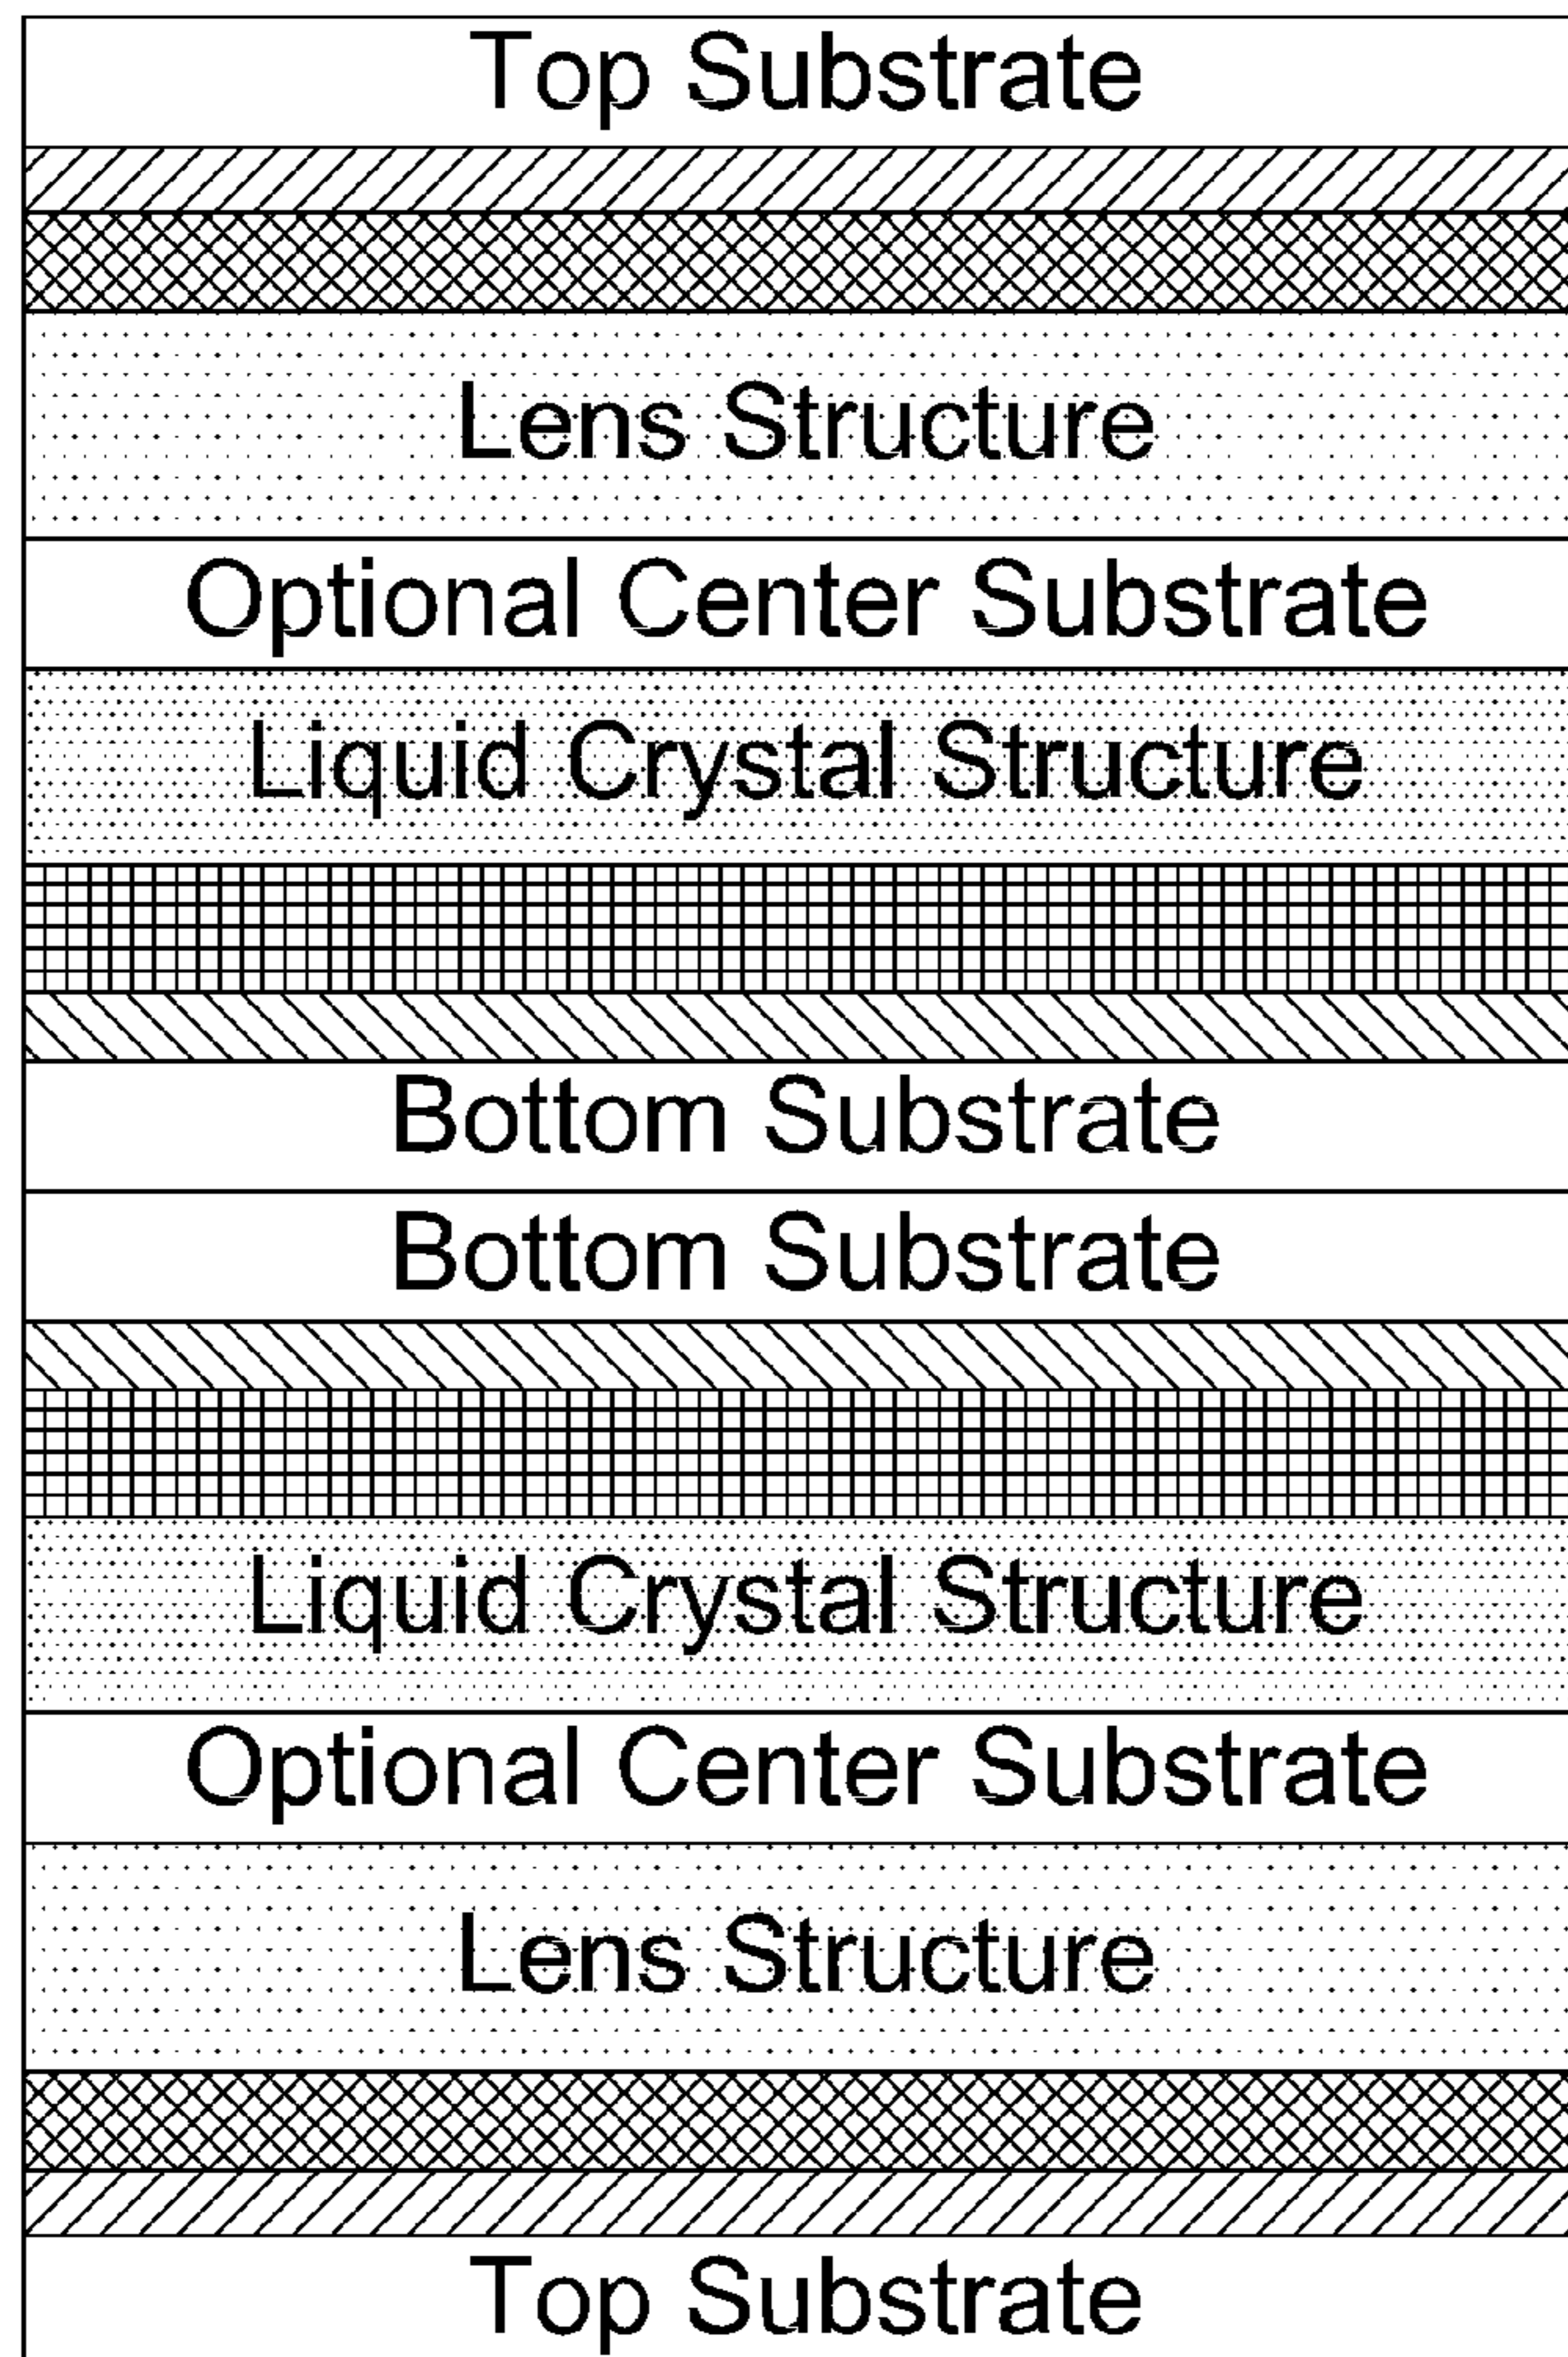 Top Substrate
Lens Structure
Optional Center Substrate
Liquid Crystal Structure
Bottom Substrate
Bottom Substrate
Liquid Crystal Structure
Optional Center Substrate
Lens Structure
Top Substrate